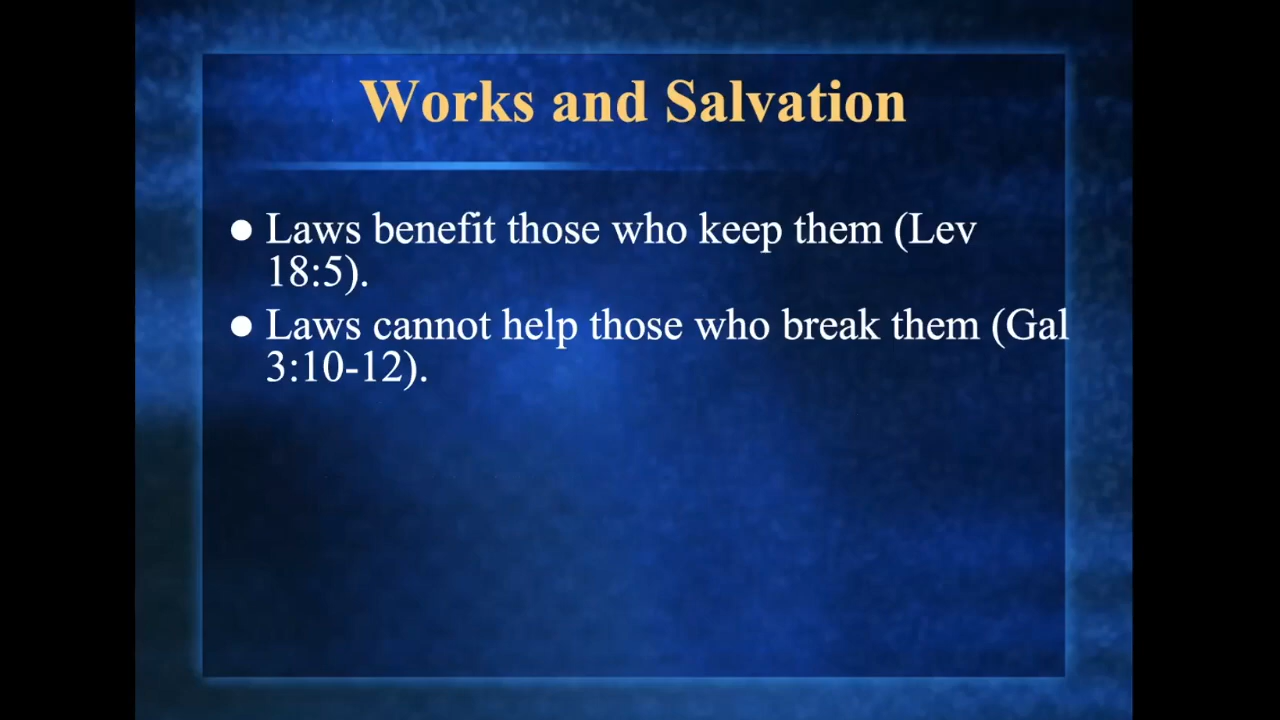 Works and Salvation
● Laws benefit those who keep them (Lev
18:5).
● Laws cannot help those who break them (Gal
3:10-12).